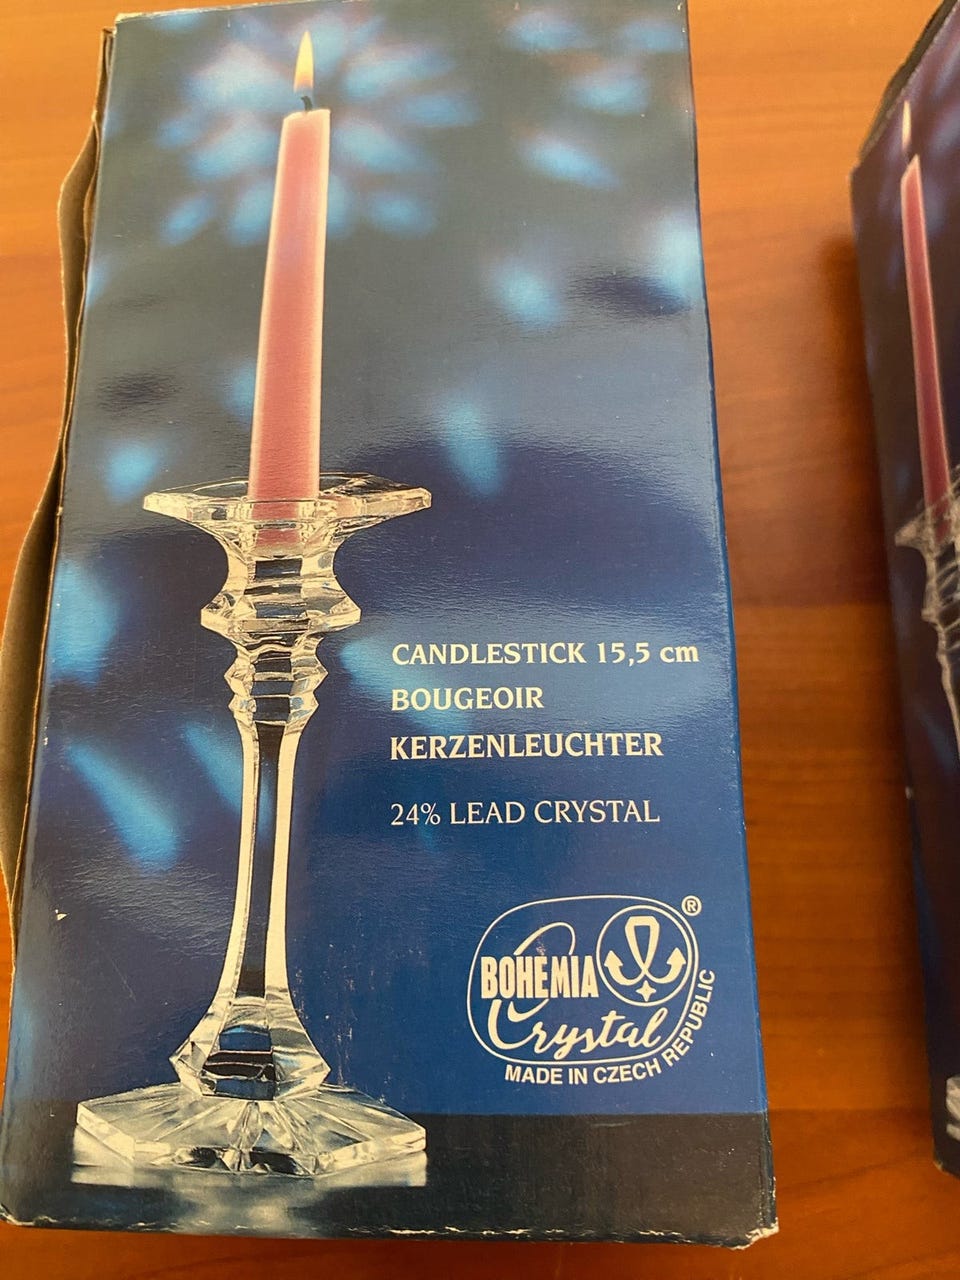 CANDLESTICK 15,5 cm
BOUGEOIR
KERZENLEUCHTER
24% LEAD CRYSTAL
®
BOHEMIA
Crystal
MADE IN CZECH REPUBLIC